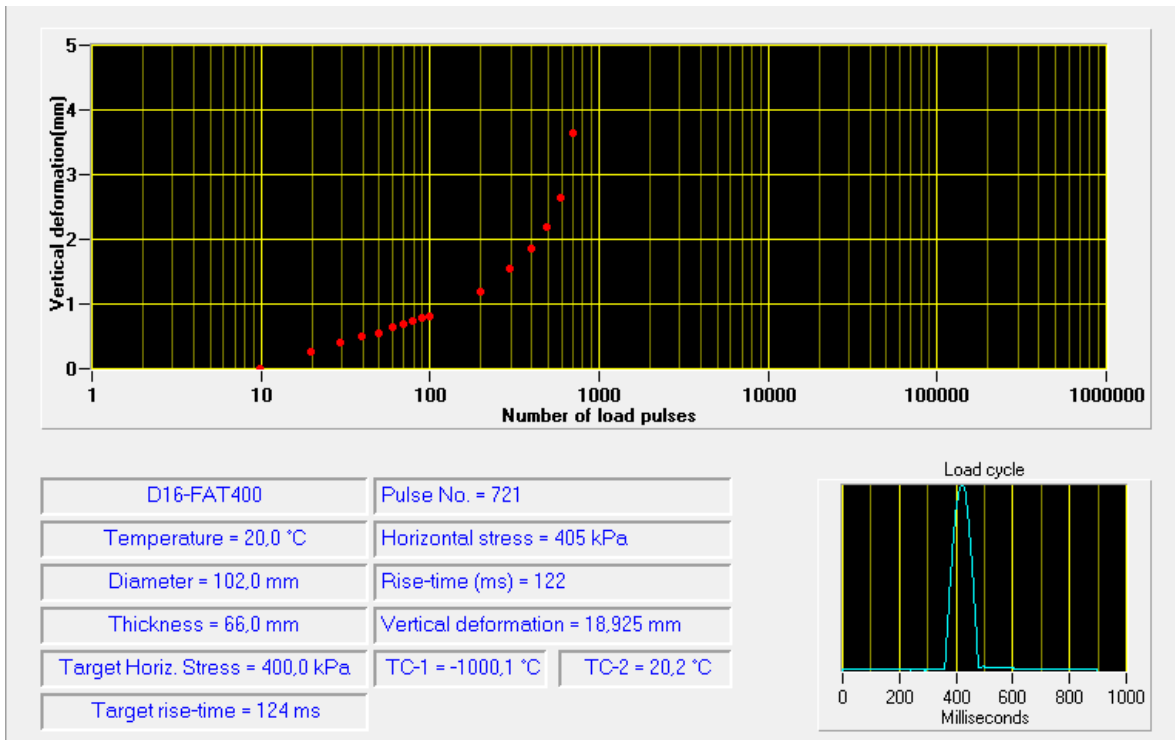 5
4
3
2
1
0
Vertical deformation(mm)
1 10 100 1000 10000 100000 1000000
Number of load pulses
D16-FAT400
Temperature = 20,0 °C
Diameter = 102,0 mm
Thickness = 66,0 mm
Target Horiz. Stress = 400,0 kPa
Target rise-time = 124 ms
Pulse No. = 721
Horizontal stress = 405 kPa
Rise-time (ms) = 122
Vertical deformation = 18,925 mm
TC-1 = -1000,1 °C TC-2 = 20,2 °C
Load cycle
0 200 400 600 800 1000
Milliseconds